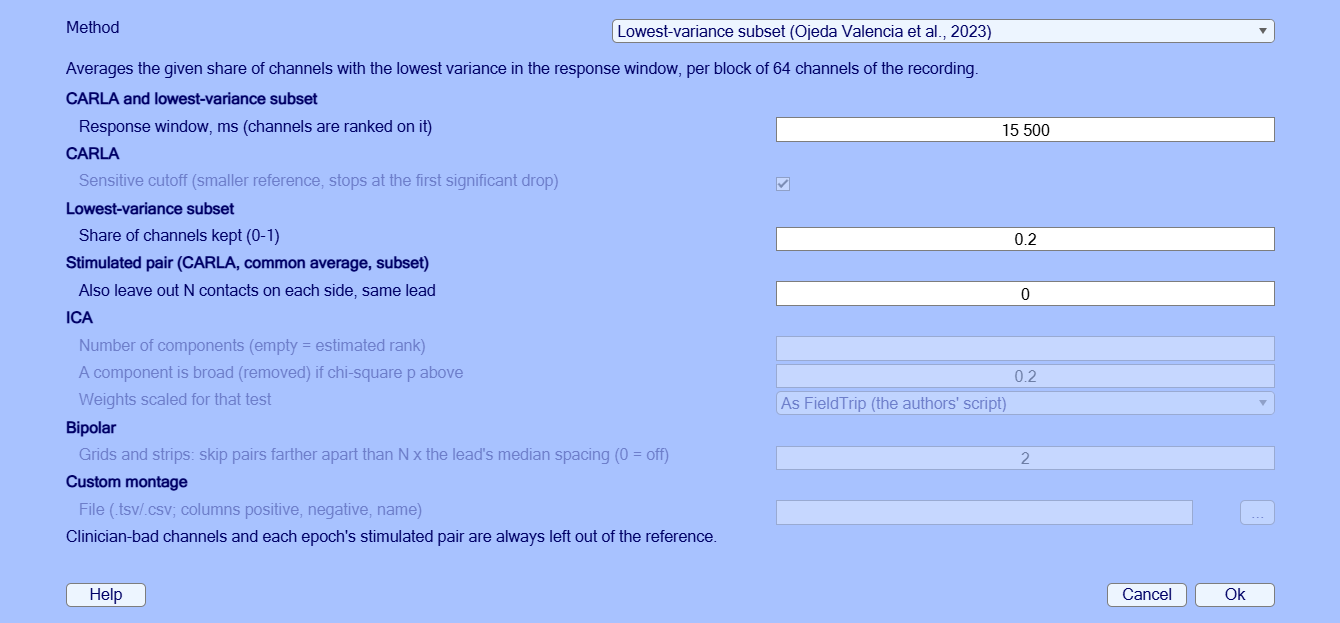 Method
Lowest-variance subset (Ojeda Valencia et al., 2023)
Averages the given share of channels with the lowest variance in the response window, per block of 64 channels of the recording.
CARLA and lowest-variance subset
Response window, ms (channels are ranked on it)
15 500
CARLA
Sensitive cutoff (smaller reference, stops at the first significant drop)
Lowest-variance subset
Share of channels kept (0-1)
0.2
Stimulated pair (CARLA, common average, subset)
Also leave out N contacts on each side, same lead
0
ICA
Number of components (empty = estimated rank)
A component is broad (removed) if chi-square p above
0.2
Weights scaled for that test
As FieldTrip (the authors' script)
Bipolar
Grids and strips: skip pairs farther apart than N x the lead's median spacing (0 = off)
2
Custom montage
File (.tsv/.csv; columns positive, negative, name)
...
Clinician-bad channels and each epoch's stimulated pair are always left out of the reference.
Help
Cancel
Ok